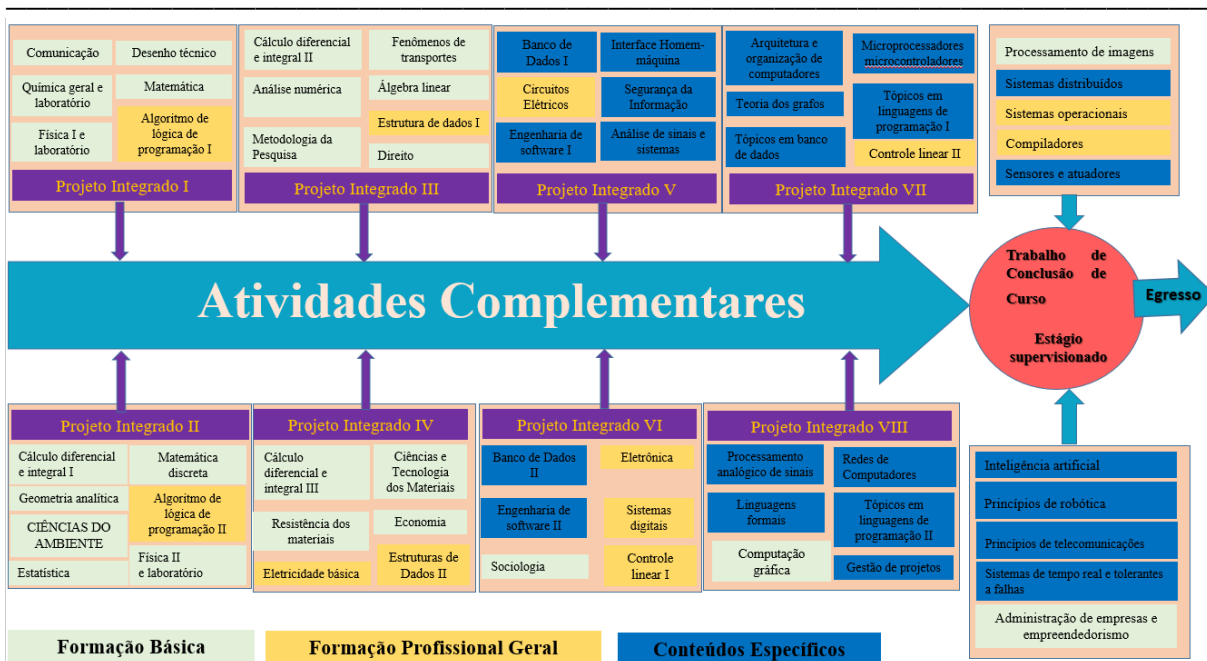 Comunicação
Desenho técnico
Química geral e
laboratório
Matemática
Física I e
laboratório
Algoritmo de
lógica de
programação I
Projeto Integrado I
Cálculo diferencial
e integral II
Fenômenos de
transportes
Análise numérica
Álgebra linear
Estrutura de dados I
Metodologia da
Pesquisa
Direito
Projeto Integrado III
Banco de
Dados I
Interface Homem-
máquina
Circuitos
Elétricos
Segurança da
Informação
Engenharia de
software I
Análise de sinais e
sistemas
Projeto Integrado V
Arquitetura e
organização de
computadores
Microprocessadores
microcontroladores
Teoria dos grafos
Tópicos em
linguagens de
programação I
Tópicos em banco
de dados
Controle linear II
Projeto Integrado VII
Processamento de imagens
Sistemas distribuidos
Sistemas operacionais
Compiladores
Sensores e atuadores
Atividades Complementares
Trabalho de
Conclusão de
Curso
Estágio
supervisionado
Egresso
Projeto Integrado II
Cálculo diferencial
e integral I
Matemática
discreta
Geometria analítica
Algoritmo de
lógica de
programação II
CIÊNCIAS DO
AMBIENTE
Estatística
Física II
e laboratório
Projeto Integrado IV
Cálculo
diferencial e
integral III
Ciências e
Tecnologia
dos Materiais
Resistência dos
materiais
Economia
Eletricidade básica
Estruturas de
Dados II
Projeto Integrado VI
Banco de Dados
II
Eletrônica
Engenharia de
software II
Sistemas
digitais
Sociologia
Controle
linear I
Projeto Integrado VIII
Processamento
analógico de sinais
Redes de
Computadores
Linguagens
formais
Tópicos em
linguagens de
programação II
Computação
gráfica
Gestão de projetos
Inteligência artificial
Princípios de robótica
Princípios de telecomunicações
Sistemas de tempo real e tolerantes
a falhas
Administração de empresas e
empreendedorismo
Formação Básica
Formação Profissional Geral
Conteúdos Específicos